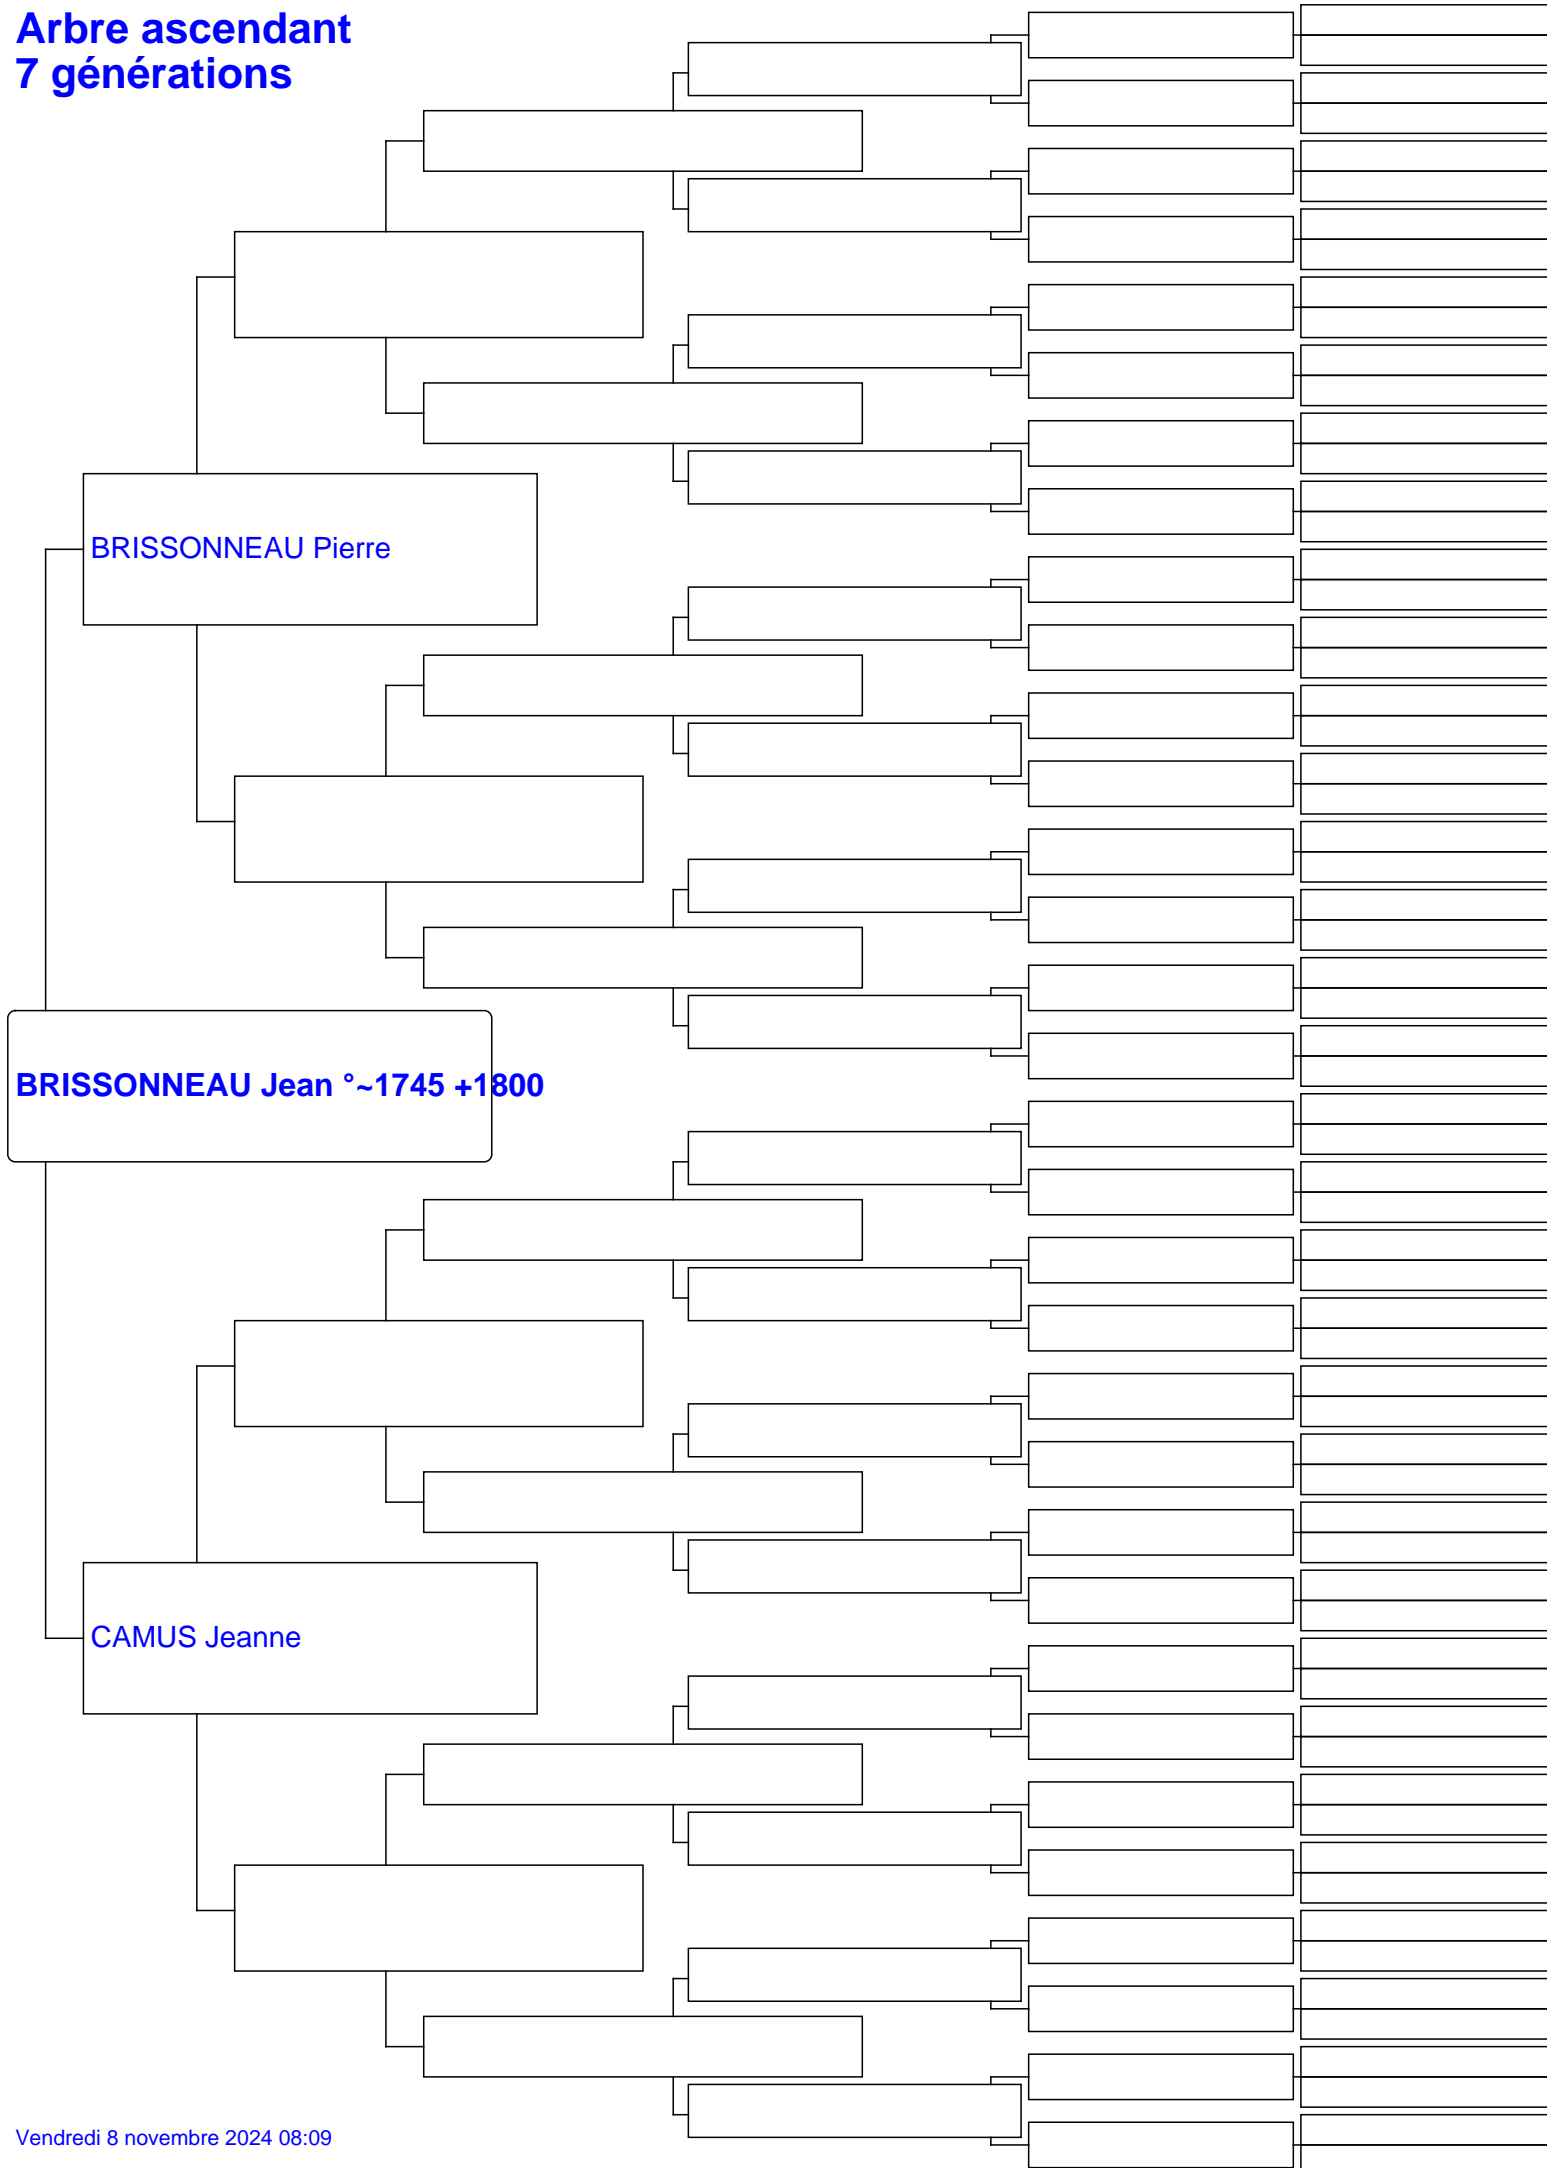 Arbre ascendant
7 générations
BRISSONNEAU Pierre
BRISSONNEAU Jean °~1745 +1800
CAMUS Jeanne
Vendredi 8 novembre 2024 08:09